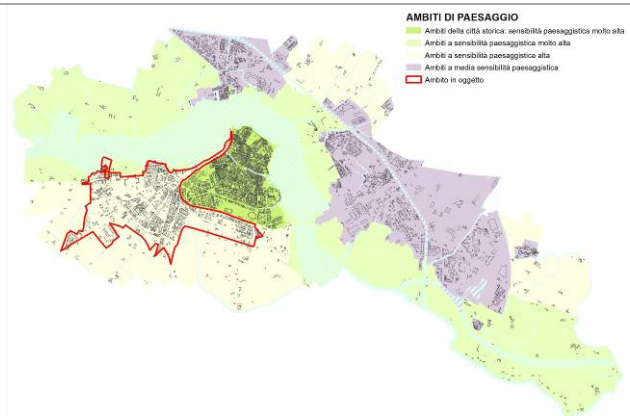 AMBITI DI PAESAGGIO
Ambiti della città storica: sensibilità paesaggistica molto alta
Ambiti a sensibilità paesaggistica molto alta
Ambiti a sensibilità paesaggistica alta
Ambiti a media sensibilità paesaggistica
Ambito in oggetto